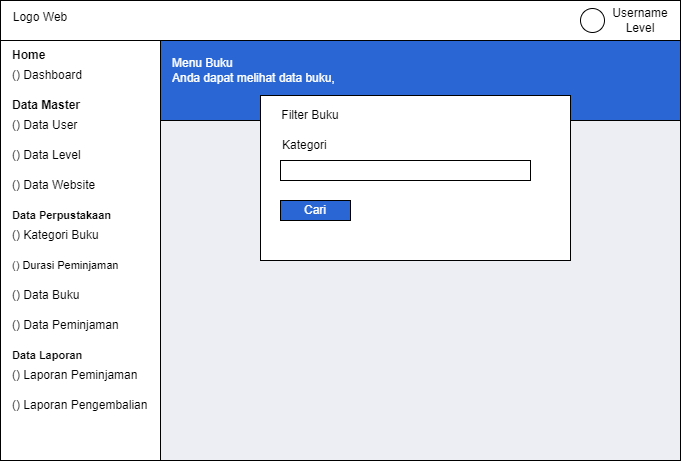 Logo Web
Username
Level
Home
() Dashboard
Data Master
() Data User
() Data Level
() Data Website
Data Perpustakaan
() Kategori Buku
() Durasi Peminjaman
() Data Buku
() Data Peminjaman
Data Laporan
() Laporan Peminjaman
() Laporan Pengembalian
Menu Buku
Anda dapat melihat data buku,
Filter Buku
Kategori
Cari